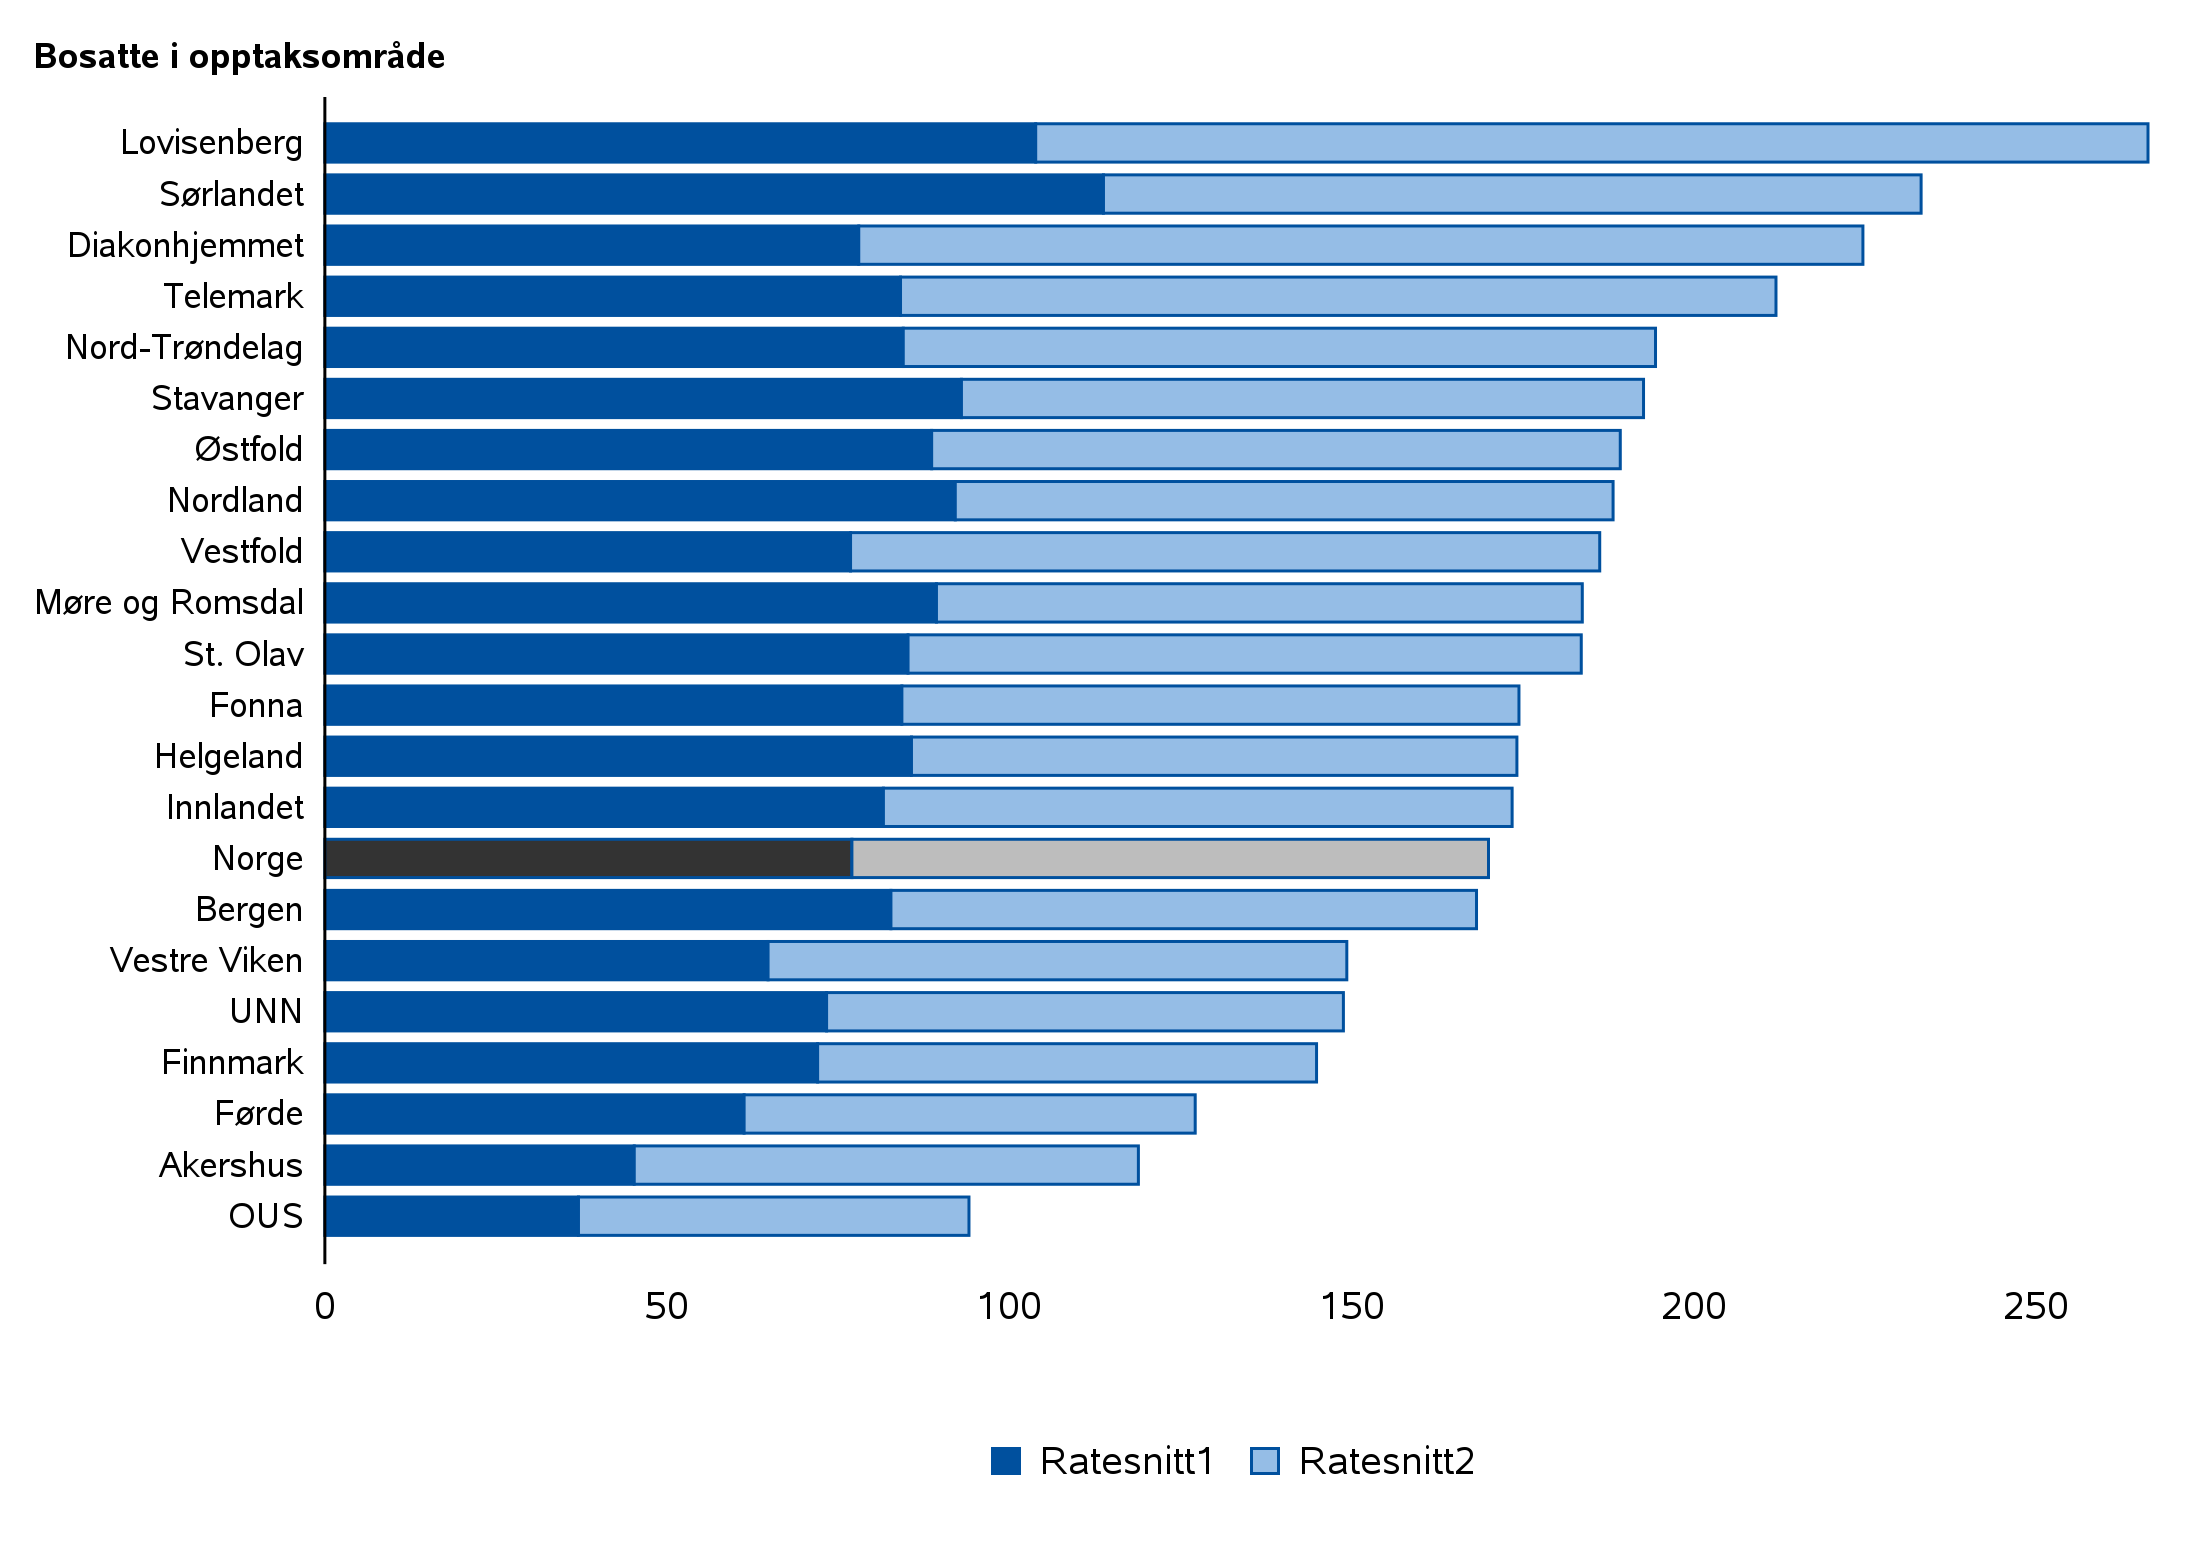 Bosatte i opptaksområde
Lovisenberg
Sørlandet
Diakonhjemmet
Telemark
Nord-Trøndelag
Stavanger
Østfold
Nordland
Vestfold
Møre og Romsdal
St. Olav
Fonna
Helgeland
Innlandet
Norge
Bergen
Vestre Viken
UNN
Finnmark
Førde
Akershus
OUS
0 50 100 150 200 250
Ratesnitt1 Ratesnitt2